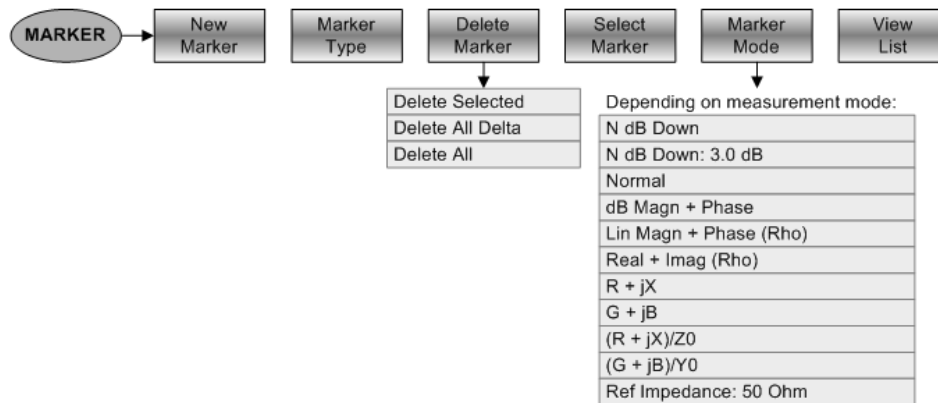 MARKER
New
Marker
Marker
Type
Delete
Marker
Select
Marker
Marker
Mode
View
List
Delete Selected
Delete All Delta
Delete All
Depending on measurement mode:
N dB Down
N dB Down: 3.0 dB
Normal
dB Magn + Phase
Lin Magn + Phase (Rho)
Real + Imag (Rho)
R + jX
G + jB
(R + jX)/Z0
(G + jB)/Y0
Ref Impedance: 50 Ohm